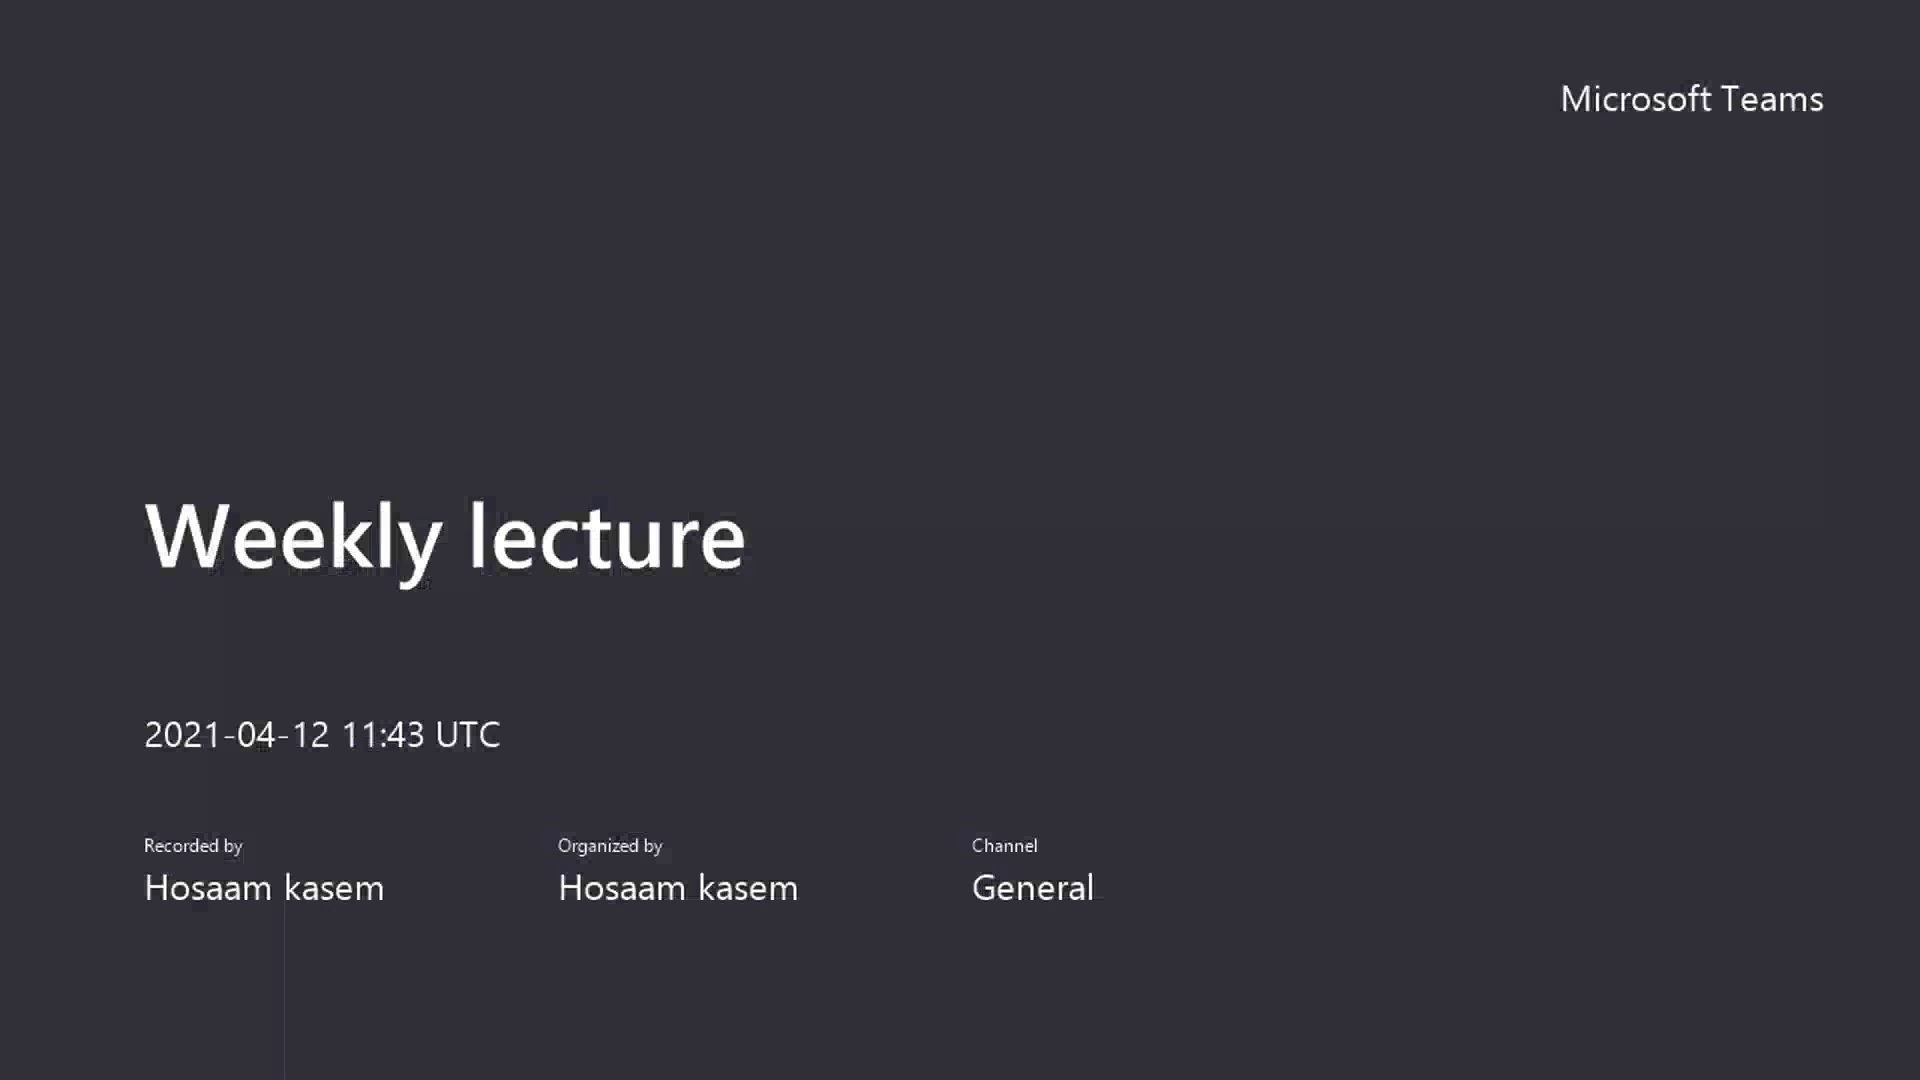 Microsoft Teams
Weekly lecture
2021-04-12 11:43 UTC
Recorded by
Hosaam kasem
Organized by
Hosaam kasem
Channel
General